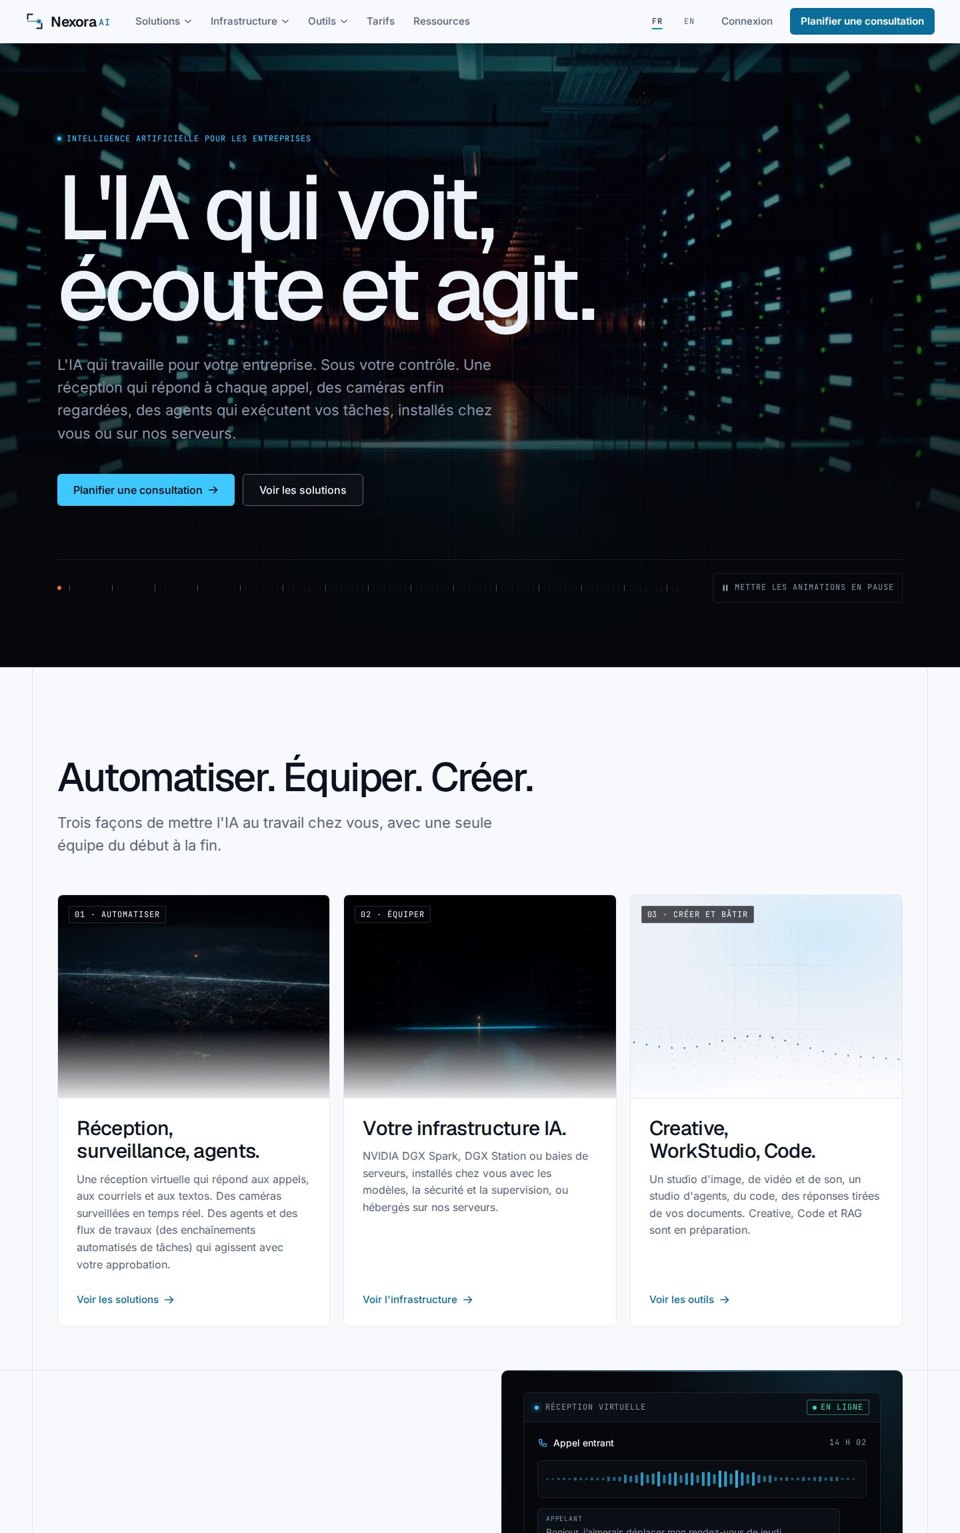 Nexora AI
Solutions
Infrastructure
Outils
Tarifs
Ressources
FR
EN
Connexion
Planifier une consultation
INTELLIGENCE ARTIFICIELLE POUR LES ENTREPRISES
L'IA qui voit,
écoute et agit.
L'IA qui travaille pour votre entreprise. Sous votre contrôle. Une
réception qui répond à chaque appel, des caméras enfin
regardées, des agents qui exécutent vos tâches, installés chez
vous ou sur nos serveurs.
Planifier une consultation
Voir les solutions
METTRE LES ANIMATIONS EN PAUSE
Automatiser. Équiper. Créer.
Trois façons de mettre l'IA au travail chez vous, avec une seule
équipe du début à la fin.
01 · AUTOMATISER
Réception,
surveillance, agents.
Une réception virtuelle qui répond aux appels,
aux courriels et aux textos. Des caméras
surveillées en temps réel. Des agents et des
flux de travaux (des enchaînements
automatisés de tâches) qui agissent avec
votre approbation.
Voir les solutions
02 · ÉQUIPER
Votre infrastructure IA.
NVIDIA DGX Spark, DGX Station ou baies de
serveurs, installés chez vous avec les
modèles, la sécurité et la supervision, ou
hébergés sur nos serveurs.
Voir l'infrastructure
03 · CRÉER ET BÂTIR
Creative,
WorkStudio, Code.
Un studio d'image, de vidéo et de son, un
studio d'agents, du code, des réponses tirées
de vos documents. Creative, Code et RAG
sont en préparation.
Voir les outils
RÉCEPTION VIRTUELLE
EN LIGNE
Appel entrant
14 H 02
APPELANT
Bonjour, j'aimerais déplacer mon rendez-vous de jeudi